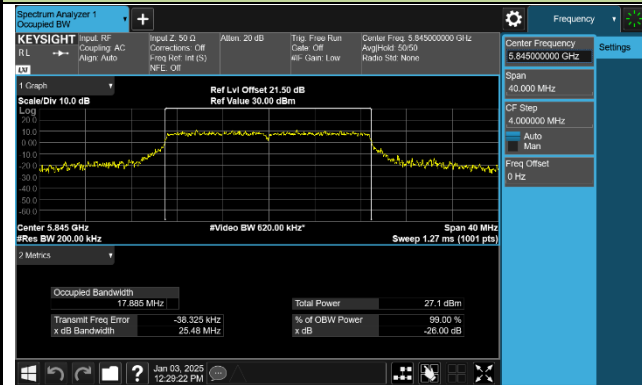 Spectrum Analyzer 1
Occupied BW
Frequency
KEYSIGHT
RL
LXI
Input: RF
Coupling: AC
Align: Auto
Input Z: 50 Ω
Corrections: Off
Freq Ref: Int (S)
NFE: Off
Atten: 20 dB
Trig: Free Run
Gate: Off
#IF Gain: Low
Center Freq: 5.845000000 GHz
Avg|Hold: 50/50
Radio Std: None
Center Frequency
5.845000000 GHz
Settings
Span
40.000 MHz
CF Step
4.000000 MHz
Auto
Man
Freq Offset
0 Hz
1 Graph
Scale/Div 10.0 dB
Ref Lvl Offset 21.50 dB
Ref Value 30.00 dBm
Log
20.0
10.0
0.00
-10.0
-20.0
-30.0
-40.0
-50.0
-60.0
Center 5.845 GHz
#Video BW 620.00 kHz*
Span 40 MHz
#Res BW 200.00 kHz
Sweep 1.27 ms (1001 pts)
2 Metrics
Occupied Bandwidth
17.885 MHz
Total Power
27.1 dBm
Transmit Freq Error
-38.325 kHz
% of OBW Power
99.00 %
x dB Bandwidth
25.48 MHz
x dB
-26.00 dB
Jan 03, 2025
12:29:22 PM